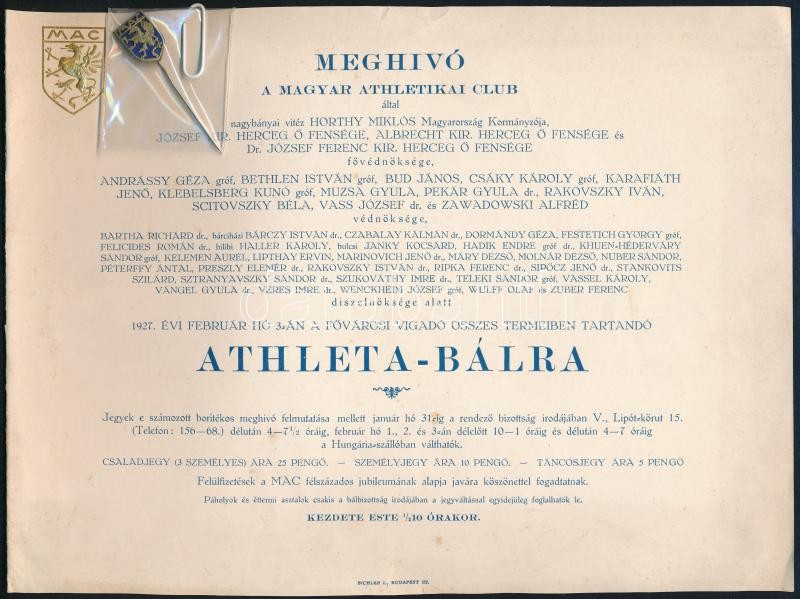 MAC
MEGHIVÓ
A MAGYAR ATHLETIKAI CLUB
által
nagybányai vitéz HORTHY MIKLÓS Magyarország Kormányzója,
JÓZSEF KIR. HERCEG Ő FENSÉGE, ALBRECHT KIR. HERCEG Ő FENSÉGE és
Dr. JÓZSEF FERENC KIR. HERCEG Ő FENSÉGE
fővédnöksége,
ANDRÁSSY GÉZA gróf, BETHLEN ISTVÁN gróf, BUD JÁNOS, CSÁKY KÁROLY gróf, KARAFIÁTH
JENŐ, KLEBELSBERG KUNÓ gróf, MUZSA GYULA, PEKÁR GYULA dr., RAKOVSZKY IVÁN,
SCITOVSZKY BÉLA, VASS JÓZSEF dr. és ZAWADOWSKI ALFRÉD
védnöksége,
BARTHA RICHÁRD dr., bárcziházi BÁRCZY ISTVÁN dr., CZABALAY KÁLMÁN dr., DORMÁNDY GÉZA, FESTETICH GYÖRGY gróf,
FELICIDES ROMÁN dr., hilibi HALLER KÁROLY, bulcsi JANKY KOCSÁRD, HADIK ENDRE gróf dr., KHUEN-HÉDERVÁRY
SÁNDOR gróf, KELEMEN AURÉL, LIPTHAY ERVIN, MARINOVICH JENŐ dr., MÁRY DEZSŐ, MOLNÁR DEZSŐ, NUBER SÁNDOR,
PÉTERFFY ANTAL, PRESZLY ELEMÉR dr., RAKOVSZKY ISTVÁN dr., RIPKA FERENC dr., SIPŐCZ JENŐ dr., STANKOVITS
SZILÁRD, SZTRANYAVSZKY SÁNDOR dr., SZUKOVÁTHY IMRE dr., TELEKI SÁNDOR gróf, VASSEL KÁROLY,
VÁNGEL GYULA dr., VERES IMRE dr., WENCKHEIM JÓZSEF gróf, WULFF OLAF és ZUBER FERENC
díszelnöksége alatt
1927. ÉVI FEBRUÁR HÓ 3-ÁN A FŐVÁROSI VIGADÓ ÖSSZES TERMEIBEN TARTANDÓ
ATHLETA-BÁLRA
Jegyek e számozott borítékos meghívó felmutatása mellett január hó 31-ig a rendező bizottság irodájában V., Lipót-körut 15.
(Telefon: 156—68.) délután 4—7½ óráig, február hó 1., 2. és 3-án délelőtt 10—1 óráig és délután 4—7 óráig
a Hungária-szállóban válthatók.
CSALÁDJEGY (3 SZEMÉLYES) ÁRA 25 PENGŐ. — SZEMÉLYJEGY ÁRA 10 PENGŐ. — TÁNCOSJEGY ÁRA 5 PENGŐ
Felülfizetések a MAC félszázados jubileumának alapja javára köszönettel fogadtatnak.
Páholyok és éttermi asztalok csakis a bálbizottság irodájában a jegyváltással egyidejüleg foglalhatók le.
KEZDETE ESTE ½10 ÓRAKOR.
BICHLER I., BUDAPEST III.